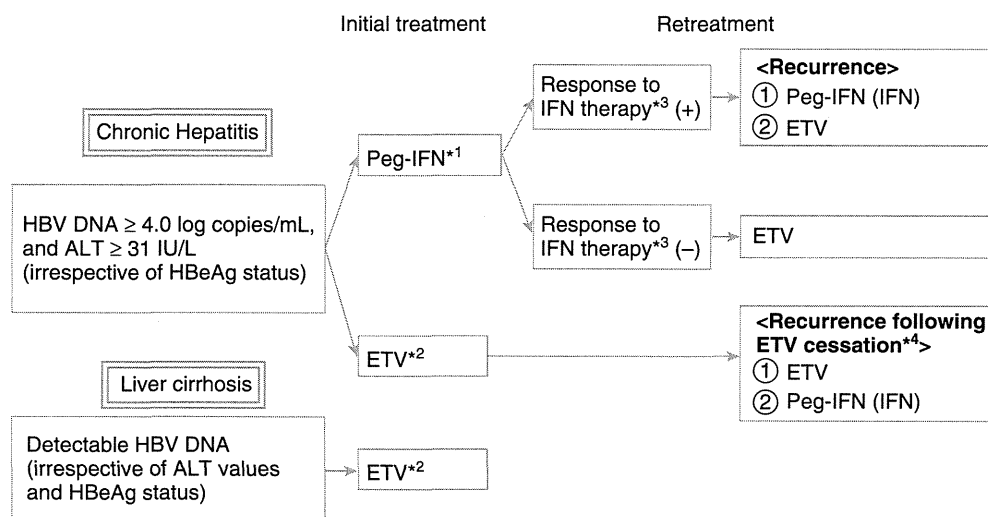 Initial treatment
Retreatment
Chronic Hepatitis
HBV DNA ≥ 4.0 log copies/mL,
and ALT ≥ 31 IU/L
(irrespective of HBeAg status)
Peg-IFN*1
Response to
IFN therapy*3 (+)
<Recurrence>
① Peg-IFN (IFN)
② ETV
Response to
IFN therapy*3 (–)
ETV
ETV*2
<Recurrence following
ETV cessation*4>
① ETV
② Peg-IFN (IFN)
Liver cirrhosis
Detectable HBV DNA
(irrespective of ALT values
and HBeAg status)
ETV*2